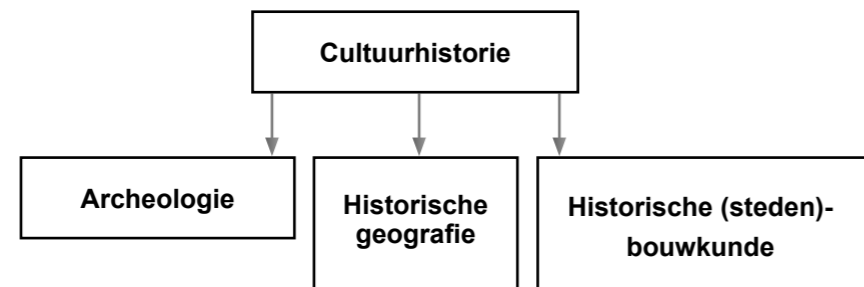 Cultuurhistorie
Archeologie
Historische
geografie
Historische (steden)-
bouwkunde